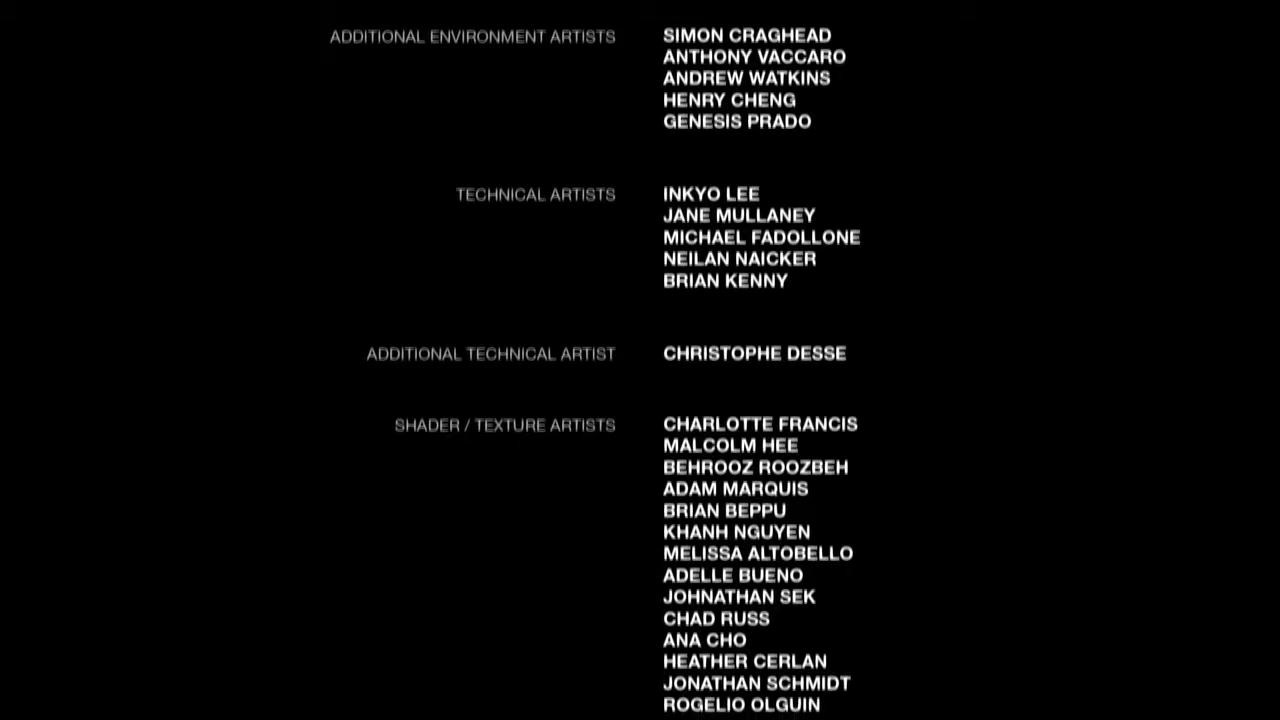 ADDITIONAL ENVIRONMENT ARTISTS SIMON CRAGHEAD
ANTHONY VACCARO
ANDREW WATKINS
HENRY CHENG
GENESIS PRADO
TECHNICAL ARTISTS INKYO LEE
JANE MULLANEY
MICHAEL FADOLLONE
NEILAN NAICKER
BRIAN KENNY
ADDITIONAL TECHNICAL ARTIST CHRISTOPHE DESSE
SHADER / TEXTURE ARTISTS CHARLOTTE FRANCIS
MALCOLM HEE
BEHROOZ ROOZBEH
ADAM MARQUIS
BRIAN BEPPU
KHANH NGUYEN
MELISSA ALTOBELLO
ADELLE BUENO
JOHNATHAN SEK
CHAD RUSS
ANA CHO
HEATHER CERLAN
JONATHAN SCHMIDT
ROGELIO OLGUIN